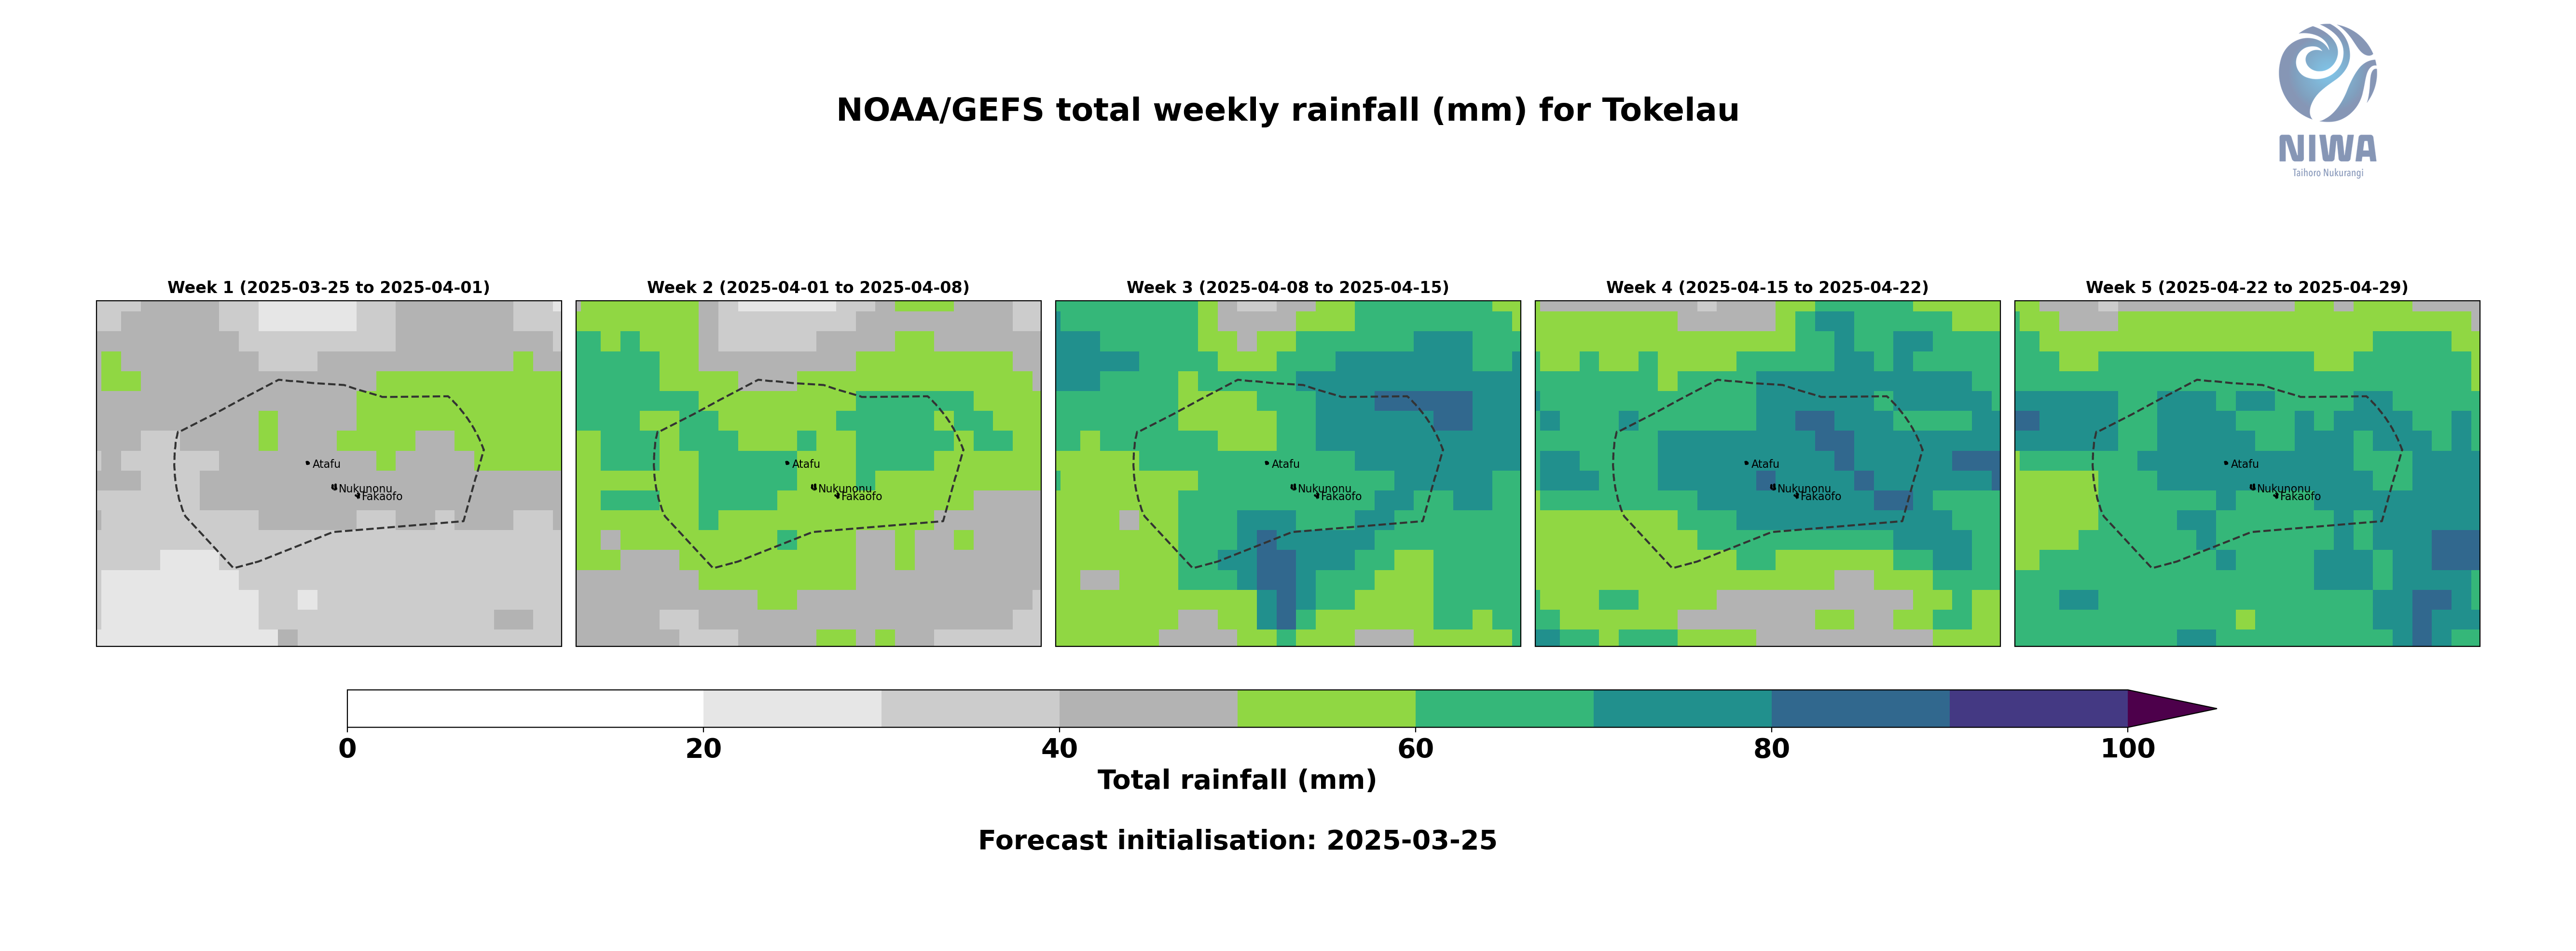 NOAA/GEFS total weekly rainfall (mm) for Tokelau
NIWA
Taihoro Nukurangi
Week 1 (2025-03-25 to 2025-04-01)
Week 2 (2025-04-01 to 2025-04-08)
Week 3 (2025-04-08 to 2025-04-15)
Week 4 (2025-04-15 to 2025-04-22)
Week 5 (2025-04-22 to 2025-04-29)
Atafu
Nukunonu
Fakaofo
Atafu
Nukunonu
Fakaofo
Atafu
Nukunonu
Fakaofo
Atafu
Nukunonu
Fakaofo
Atafu
Nukunonu
Fakaofo
0 20 40 60 80 100
Total rainfall (mm)
Forecast initialisation: 2025-03-25